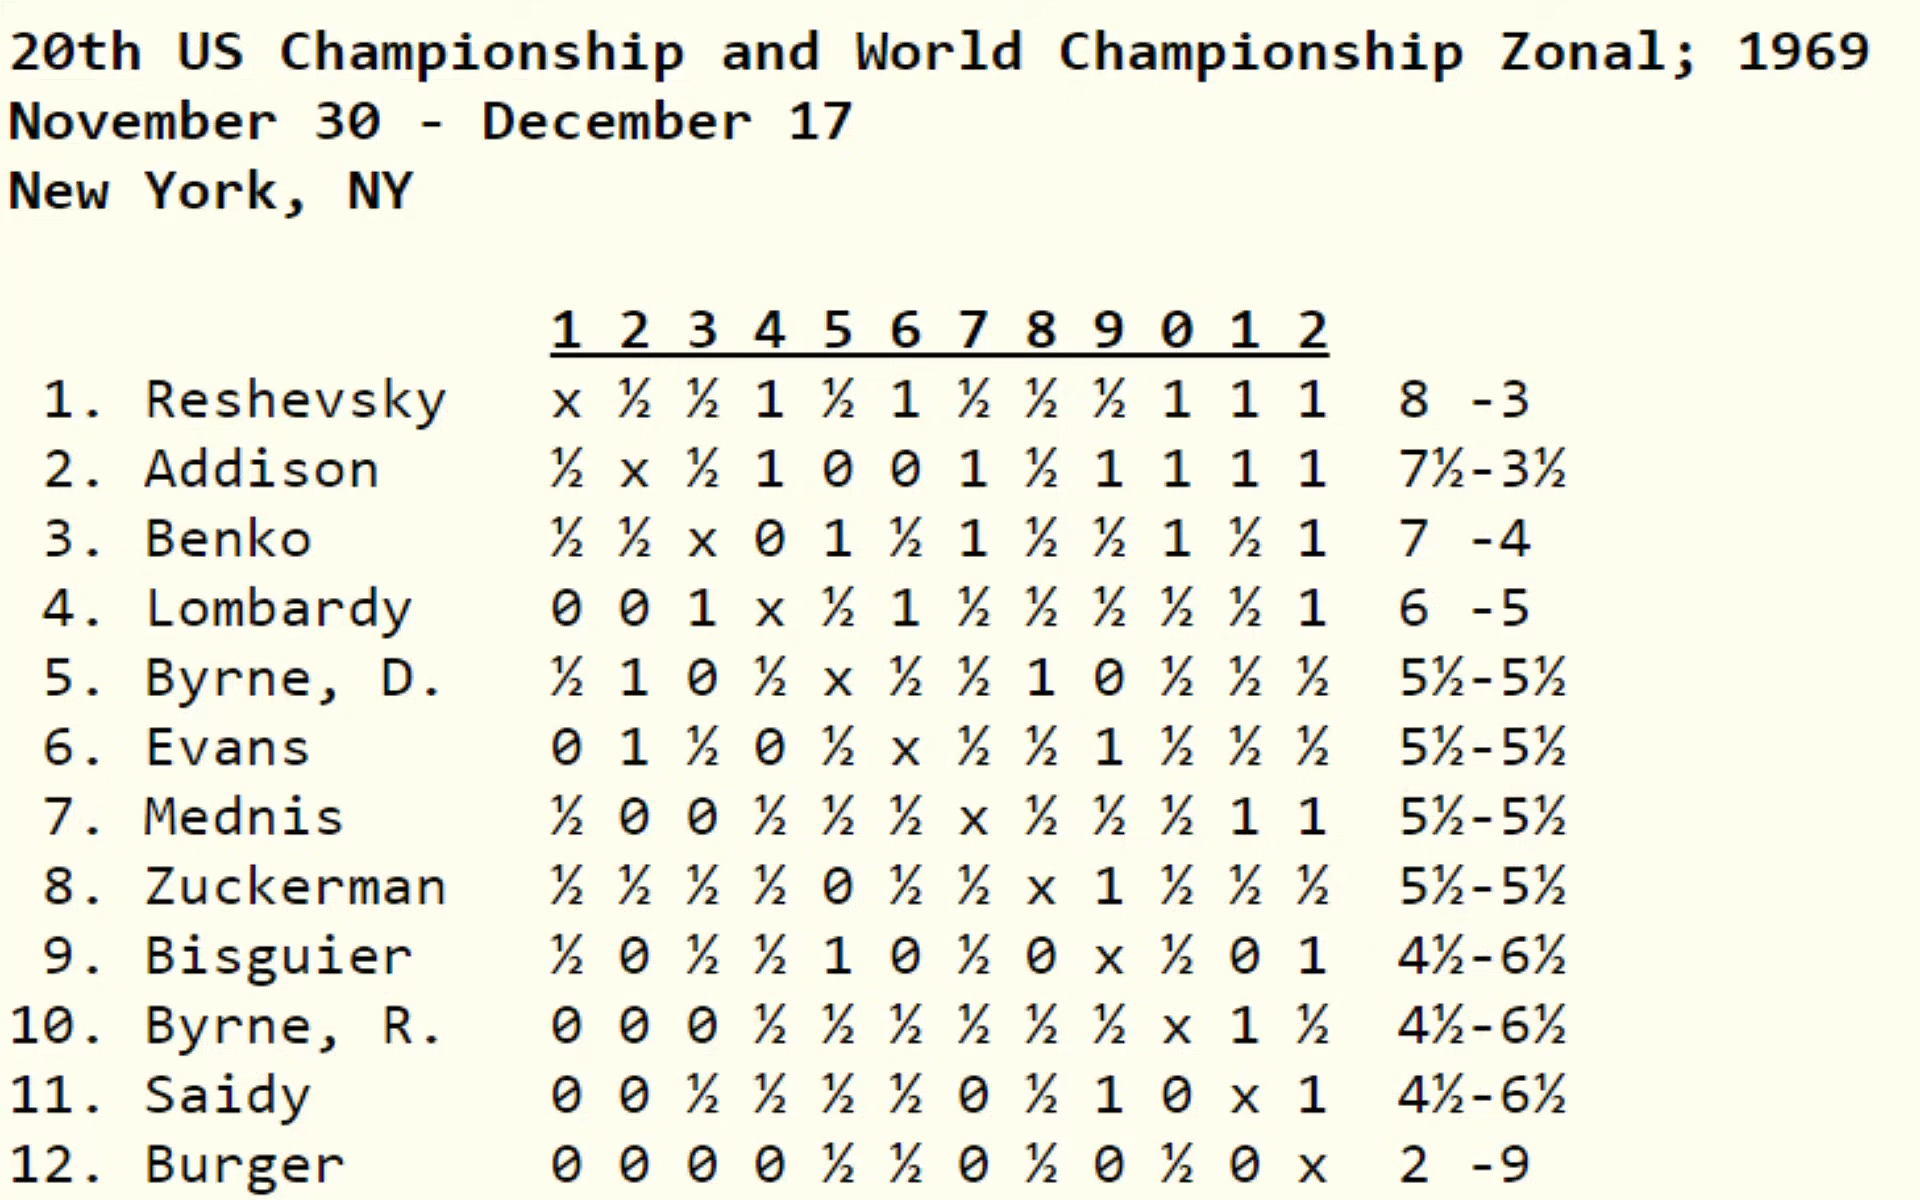 20th US Championship and World Championship Zonal; 1969
November 30 - December 17
New York, NY
1 2 3 4 5 6 7 8 9 0 1 2
1. Reshevsky x ½ ½ 1 ½ 1 ½ ½ ½ 1 1 1 8 -3
2. Addison ½ x ½ 1 0 0 1 ½ 1 1 1 1 7½-3½
3. Benko ½ ½ x 0 1 ½ 1 ½ ½ 1 ½ 1 7 -4
4. Lombardy 0 0 1 x ½ 1 ½ ½ ½ ½ ½ 1 6 -5
5. Byrne, D. ½ 1 0 ½ x ½ ½ 1 0 ½ ½ ½ 5½-5½
6. Evans 0 1 ½ 0 ½ x ½ ½ 1 ½ ½ ½ 5½-5½
7. Mednis ½ 0 0 ½ ½ ½ x ½ ½ ½ 1 1 5½-5½
8. Zuckerman ½ ½ ½ ½ 0 ½ ½ x 1 ½ ½ ½ 5½-5½
9. Bisguier ½ 0 ½ ½ 1 0 ½ 0 x ½ 0 1 4½-6½
10. Byrne, R. 0 0 0 ½ ½ ½ ½ ½ ½ x 1 ½ 4½-6½
11. Saidy 0 0 ½ ½ ½ ½ 0 ½ 1 0 x 1 4½-6½
12. Burger 0 0 0 0 ½ ½ 0 ½ 0 ½ 0 x 2 -9